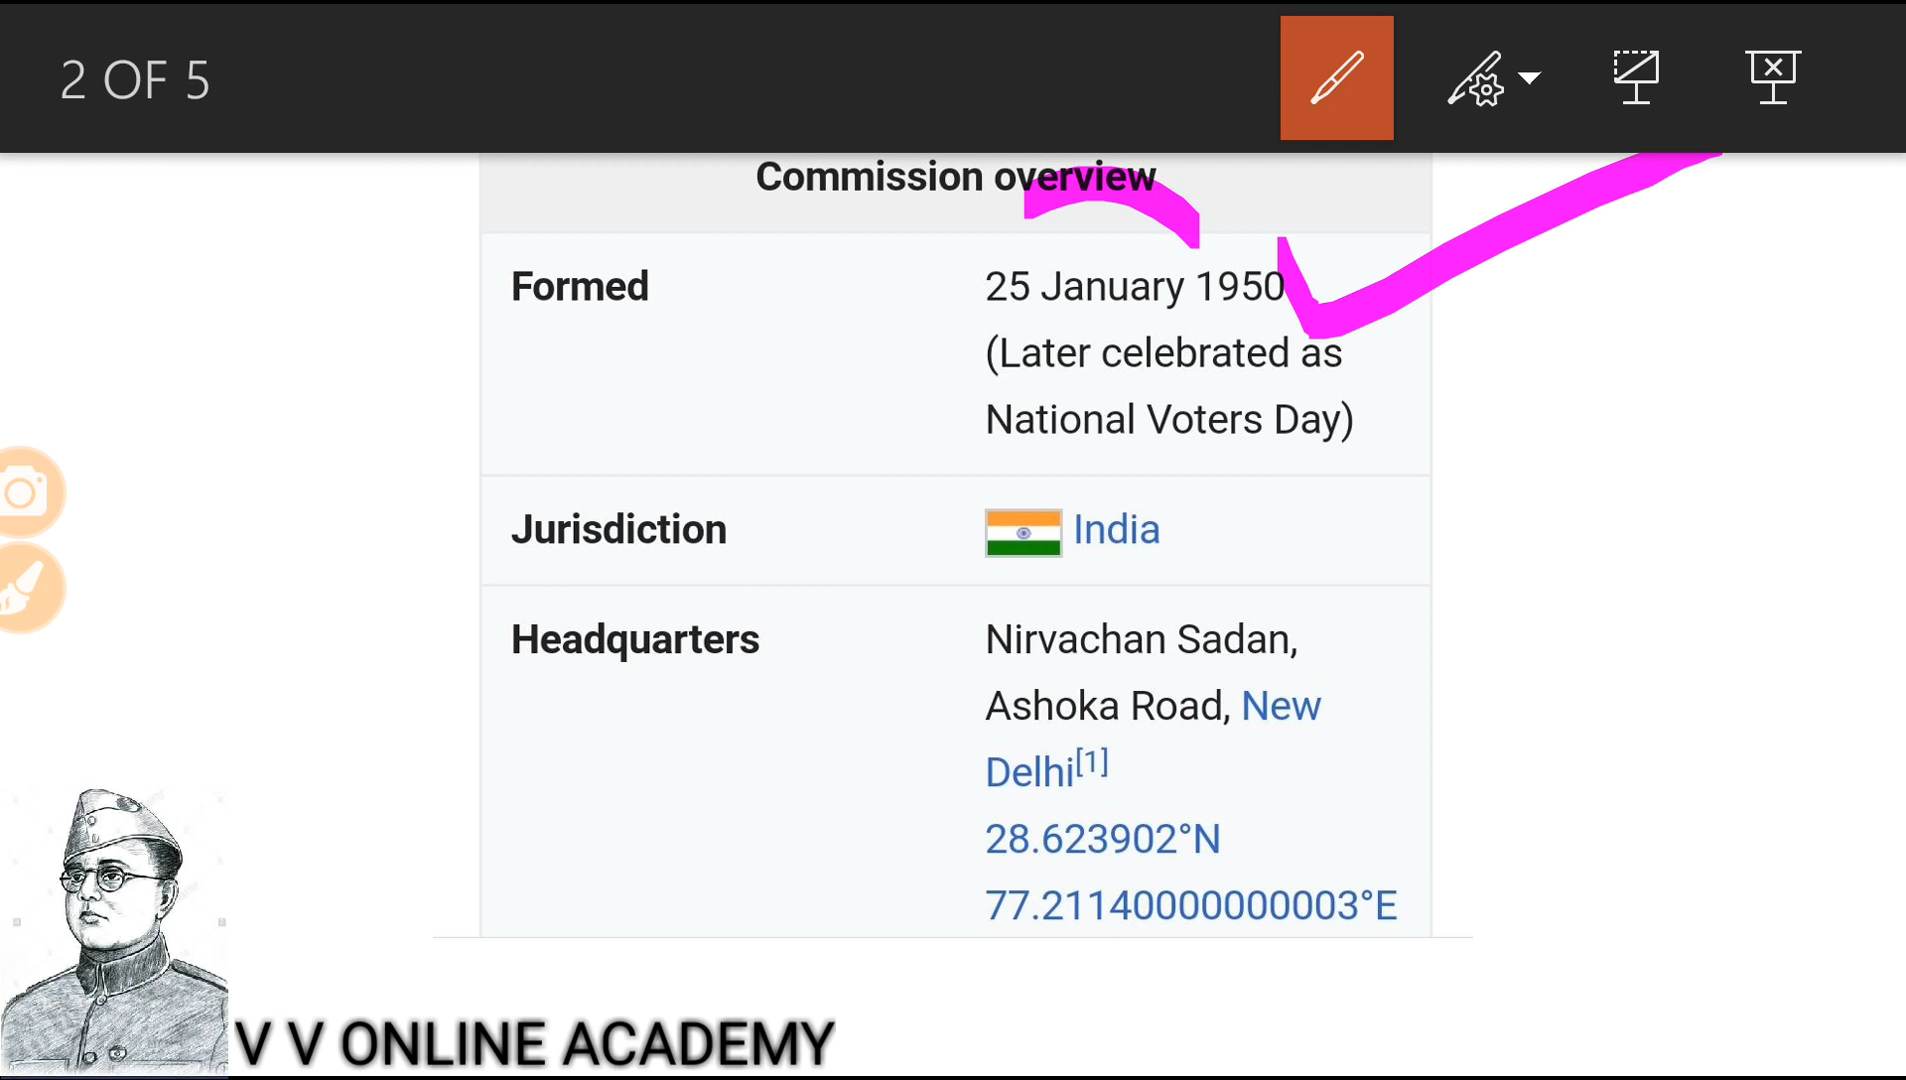 2 OF 5
Commission overview
Formed
25 January 1950
(Later celebrated as
National Voters Day)
Jurisdiction
India
Headquarters
Nirvachan Sadan,
Ashoka Road, New
Delhi[1]
28.623902°N
77.21140000000003°E
V V ONLINE ACADEMY